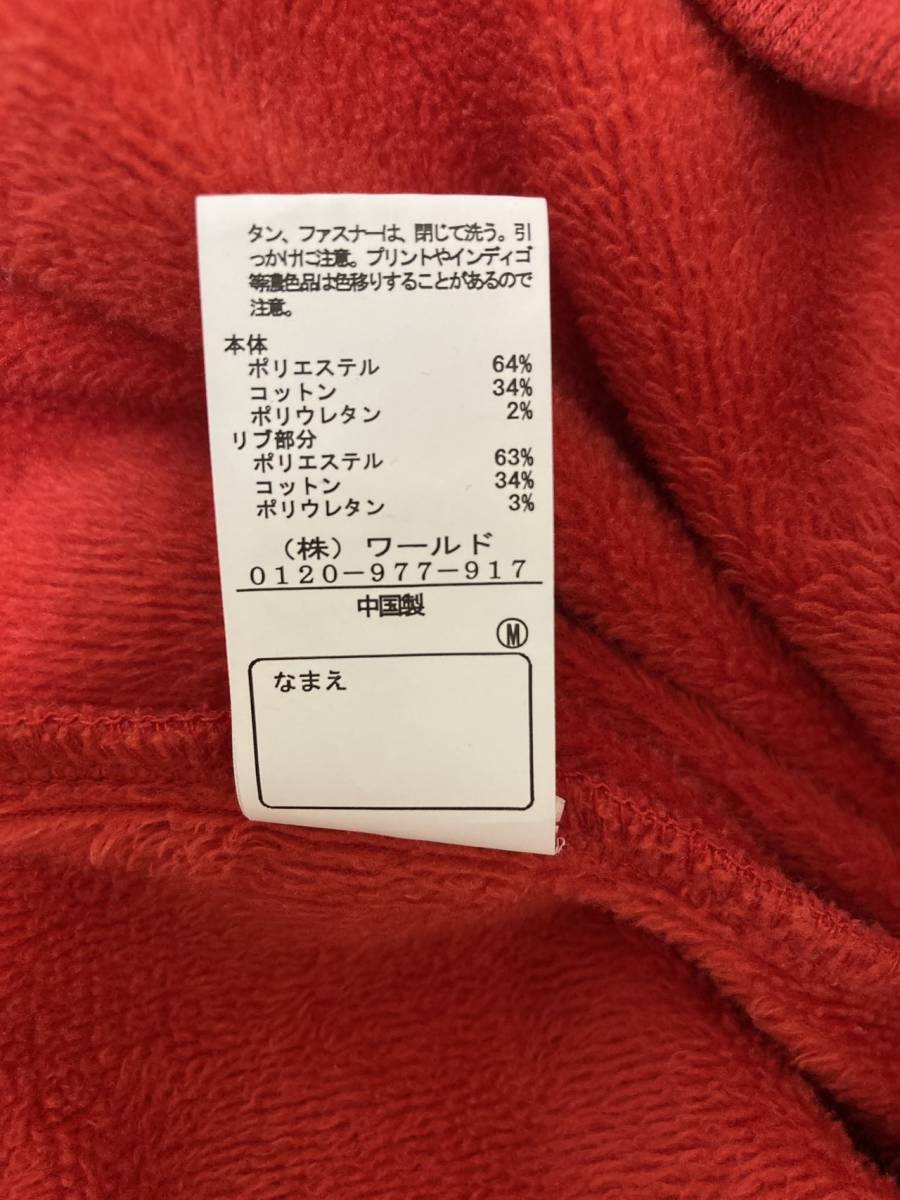 タン、ファスナーは、閉じて洗う。引
っかけに注意。プリントやインディゴ
等濃色品は色移りすることがあるので
注意。
本体
ポリエステル 64%
コットン 34%
ポリウレタン 2%
リブ部分
ポリエステル 63%
コットン 34%
ポリウレタン 3%
(株) ワールド
0120-977-917
中国製
Ⓜ
なまえ